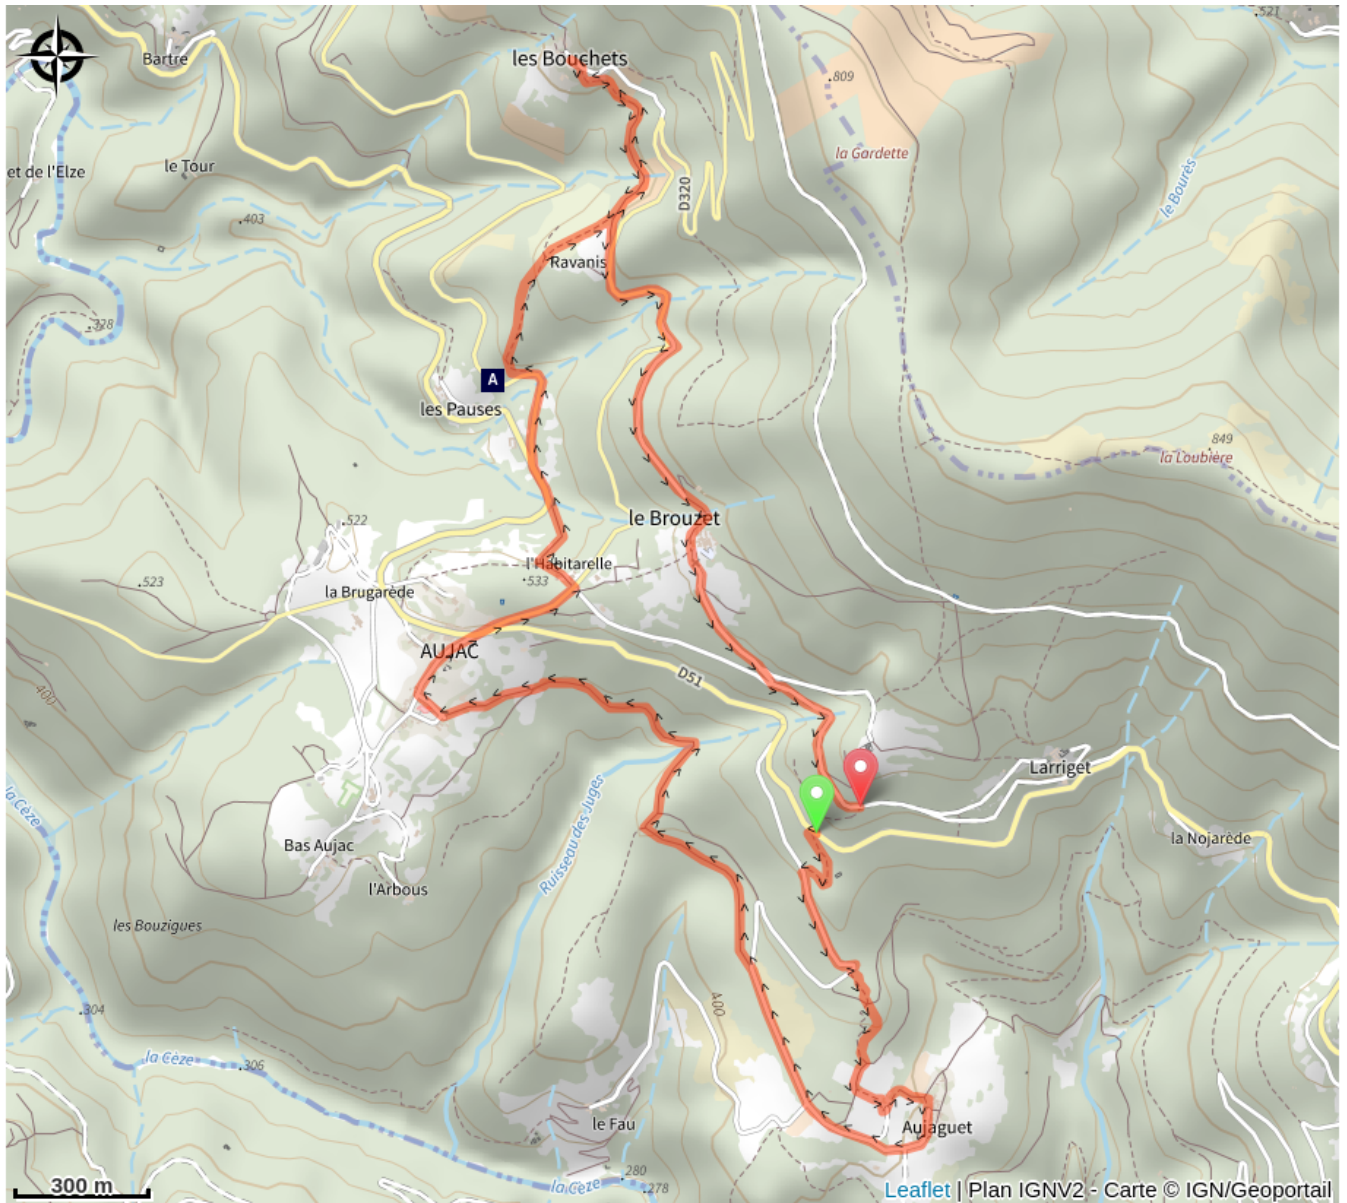 521
les Bouchets
Bartre
809
la Gardette
le Tour
et de l'Elze
D320
le Bourès
403
Ravanis
328
A
les Pauses
849
la Loubière
522
le Brouzet
l'Habitarelle
533
523
la Brugarède
AUJAC
D51
400
Larriget
la Cèze
Ruisseau des Juges
la Nojarède
Bas Aujac
l'Arbous
les Bouzigues
304
400
la Cèze
306
le Fau
Aujaguet
280
278
la Cèze
300 m
Leaflet | Plan IGNV2 - Carte © IGN/Geoportail